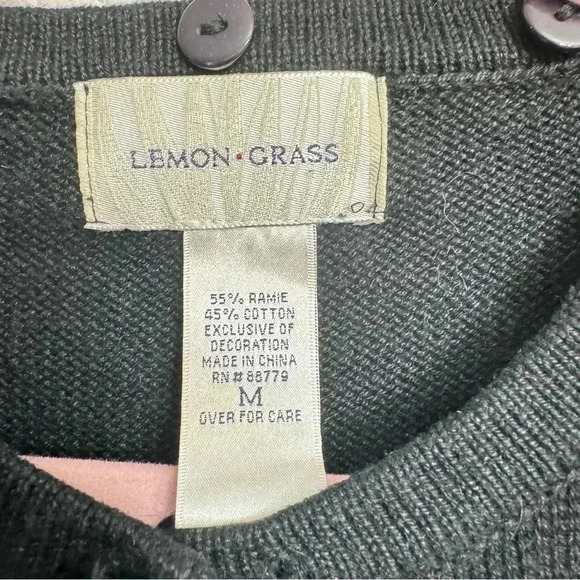 LEMON • GRASS
04
55% RAMIE
45% COTTON
EXCLUSIVE OF
DECORATION
MADE IN CHINA
RN# 88779
M
OVER FOR CARE